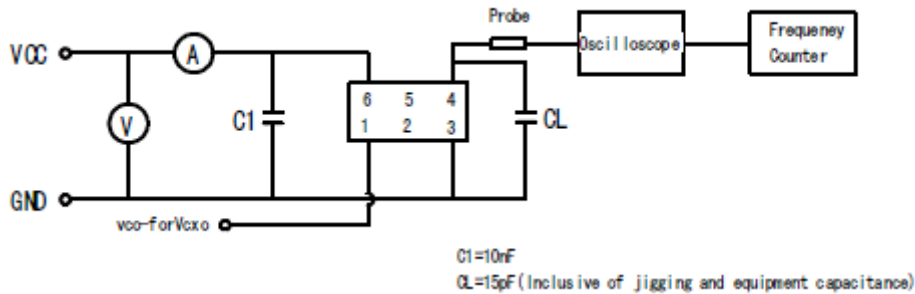 Probe
VCC
A
Oscilloscope
Frequeney
Counter
V
C1
6 5 4
1 2 3
CL
GND
vco-forVcxo
C1=10nF
CL=15pF(Inclusive of jigging and equipment capacitance)